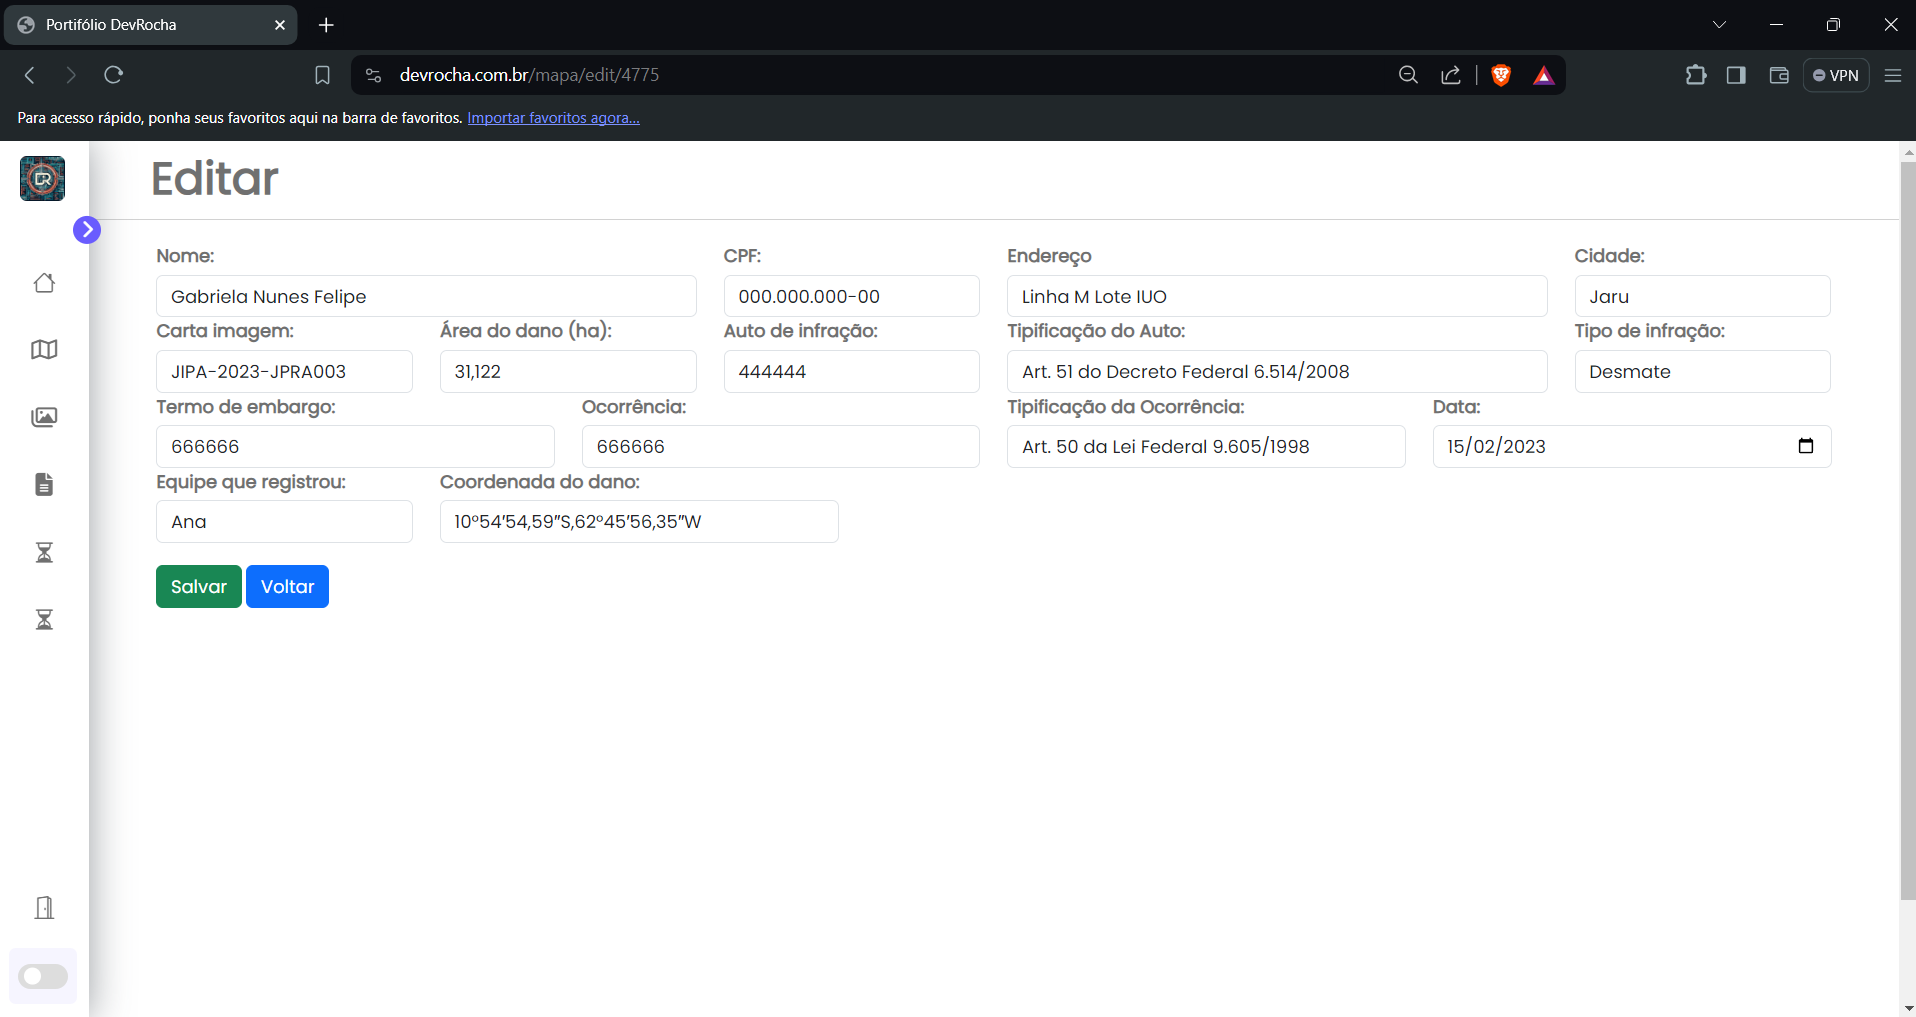 Portifólio DevRocha
devrocha.com.br/mapa/edit/4775
VPN
Para acesso rápido, ponha seus favoritos aqui na barra de favoritos. Importar favoritos agora...
DR
Editar
Nome: CPF: Endereço Cidade:
Gabriela Nunes Felipe 000.000.000-00 Linha M Lote IUO Jaru
Carta imagem: Área do dano (ha): Auto de infração: Tipificação do Auto: Tipo de infração:
JIPA-2023-JPRA003 31,122 444444 Art. 51 do Decreto Federal 6.514/2008 Desmate
Termo de embargo: Ocorrência: Tipificação da Ocorrência: Data:
666666 666666 Art. 50 da Lei Federal 9.605/1998 15/02/2023
Equipe que registrou: Coordenada do dano:
Ana 10°54'54,59"S,62°45'56,35"W
Salvar Voltar